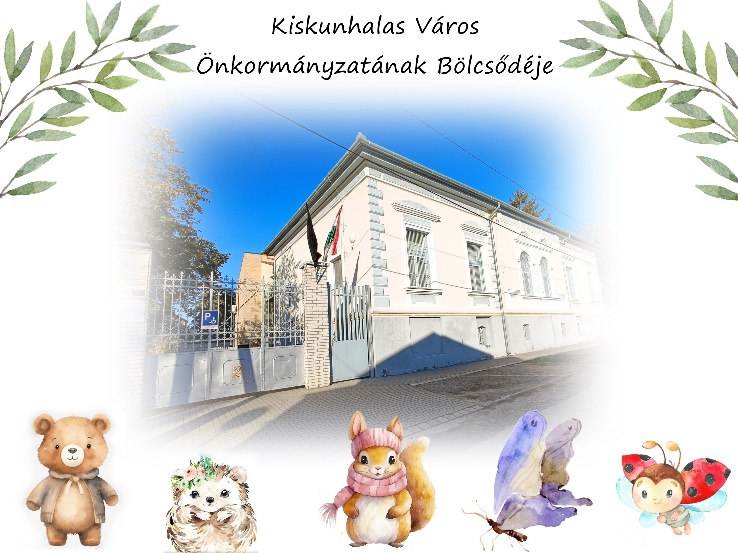 Kiskunhalas Város
Önkormányzatának Bölcsődéje